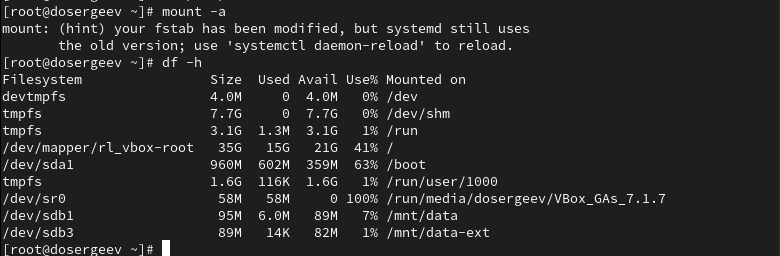 [root@dosergeev ~]# mount -a
mount: (hint) your fstab has been modified, but systemd still uses
       the old version; use 'systemctl daemon-reload' to reload.
[root@dosergeev ~]# df -h
Filesystem                Size  Used Avail Use% Mounted on
devtmpfs                  4.0M     0  4.0M   0% /dev
tmpfs                     7.7G     0  7.7G   0% /dev/shm
tmpfs                     3.1G  1.3M  3.1G   1% /run
/dev/mapper/rl_vbox-root   35G   15G   21G  41% /
/dev/sda1                 960M  602M  359M  63% /boot
tmpfs                     1.6G  116K  1.6G   1% /run/user/1000
/dev/sr0                   58M   58M     0 100% /run/media/dosergeev/VBox_GAs_7.1.7
/dev/sdb1                  95M  6.0M   89M   7% /mnt/data
/dev/sdb3                  89M   14K   82M   1% /mnt/data-ext
[root@dosergeev ~]#